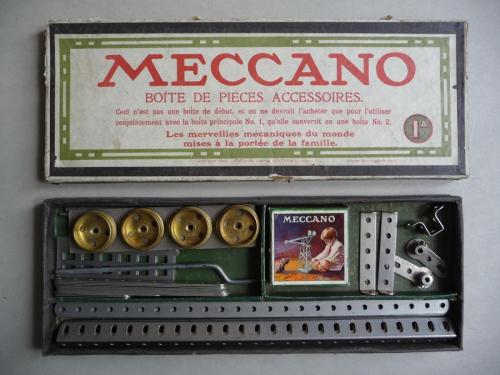 MECCANO
BOÎTE DE PIÈCES ACCESSOIRES.
Ceci n'est pas une boîte de début, et on ne devrait l'acheter que pour l'utiliser
conjointement avec la boîte principale No. 1, qu'elle convertit en une boîte No. 2.
Les merveilles mécaniques du monde
mises à la portée de la famille.
1A
MECCANO